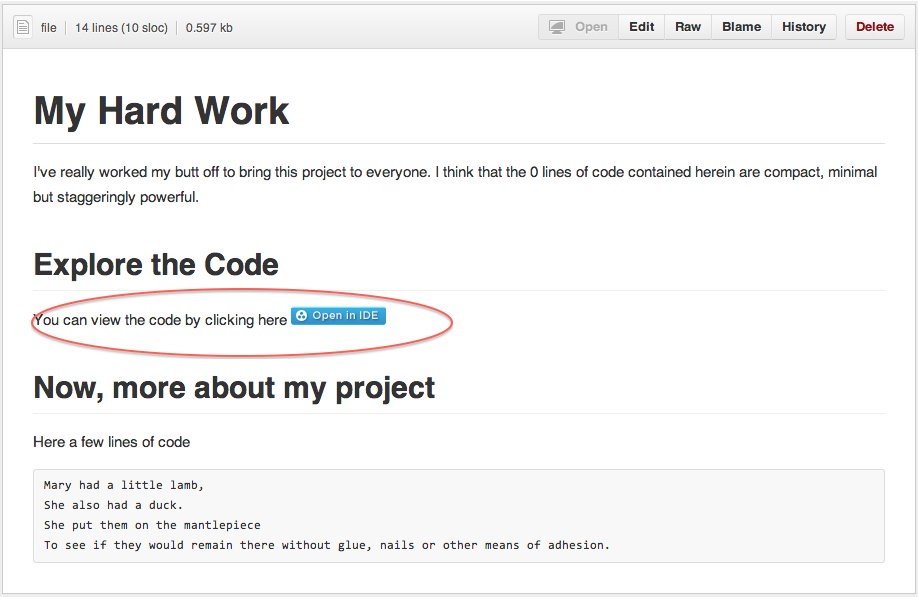 file 14 lines (10 sloc) 0.597 kb Open Edit Raw Blame History Delete
My Hard Work
I've really worked my butt off to bring this project to everyone. I think that the 0 lines of code contained herein are compact, minimal
but staggeringly powerful.
Explore the Code
You can view the code by clicking here Open in IDE
Now, more about my project
Here a few lines of code
Mary had a little lamb,
She also had a duck.
She put them on the mantlepiece
To see if they would remain there without glue, nails or other means of adhesion.